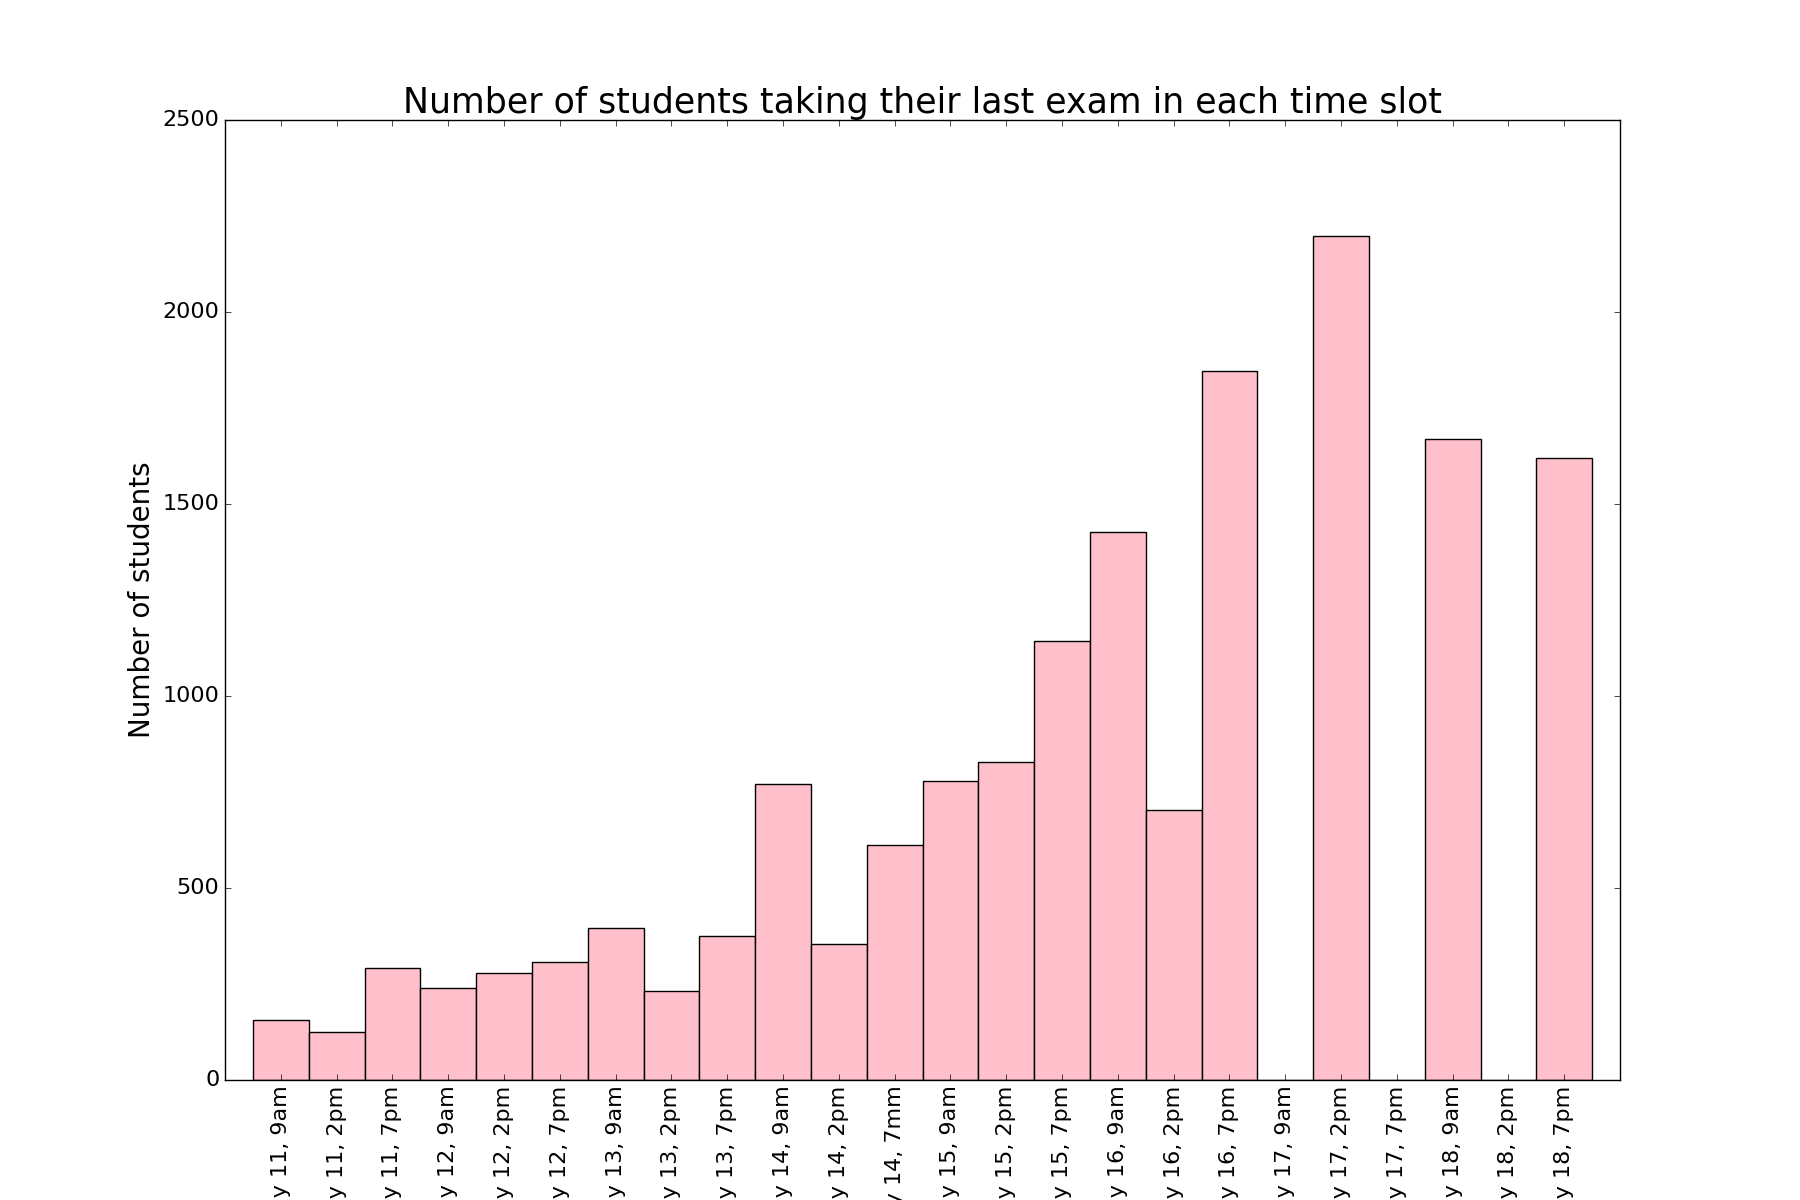 Number of students taking their last exam in each time slot
Number of students
2500
2000
1500
1000
500
0
y 11, 9am
y 11, 2pm
y 11, 7pm
y 12, 9am
y 12, 2pm
y 12, 7pm
y 13, 9am
y 13, 2pm
y 13, 7pm
y 14, 9am
y 14, 2pm
y 14, 7mm
y 15, 9am
y 15, 2pm
y 15, 7pm
y 16, 9am
y 16, 2pm
y 16, 7pm
y 17, 9am
y 17, 2pm
y 17, 7pm
y 18, 9am
y 18, 2pm
y 18, 7pm